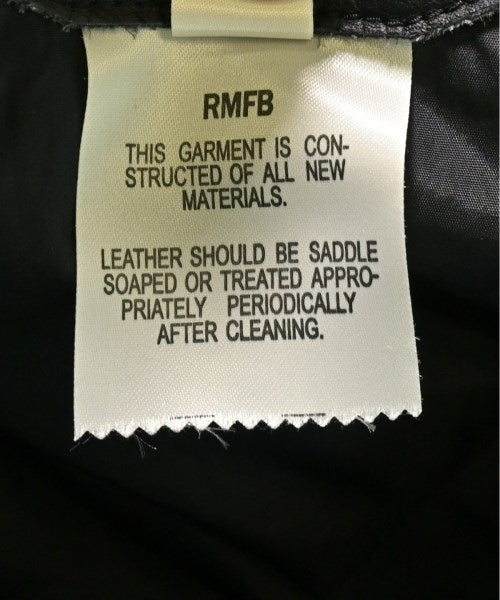 RMFB
THIS GARMENT IS CON-
STRUCTED OF ALL NEW
MATERIALS.
LEATHER SHOULD BE SADDLE
SOAPED OR TREATED APPRO-
PRIATELY PERIODICALLY
AFTER CLEANING.